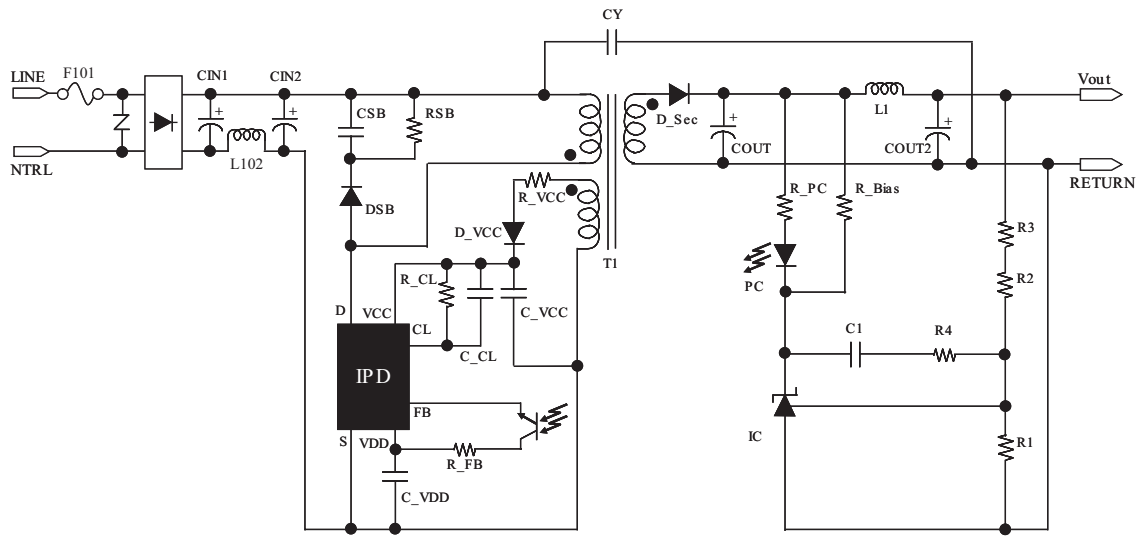 CY
LINE
F101
CIN1
CIN2
Vout
CSB
RSB
D_Sec
L1
COUT
COUT2
NTRL
L102
RETURN
R_VCC
R_PC
R_Bias
DSB
D_VCC
T1
R3
R_CL
PC
R2
D
VCC
C_VCC
CL
C_CL
C1
R4
IPD
FB
IC
R1
S
VDD
R_FB
C_VDD
+
+
+
+